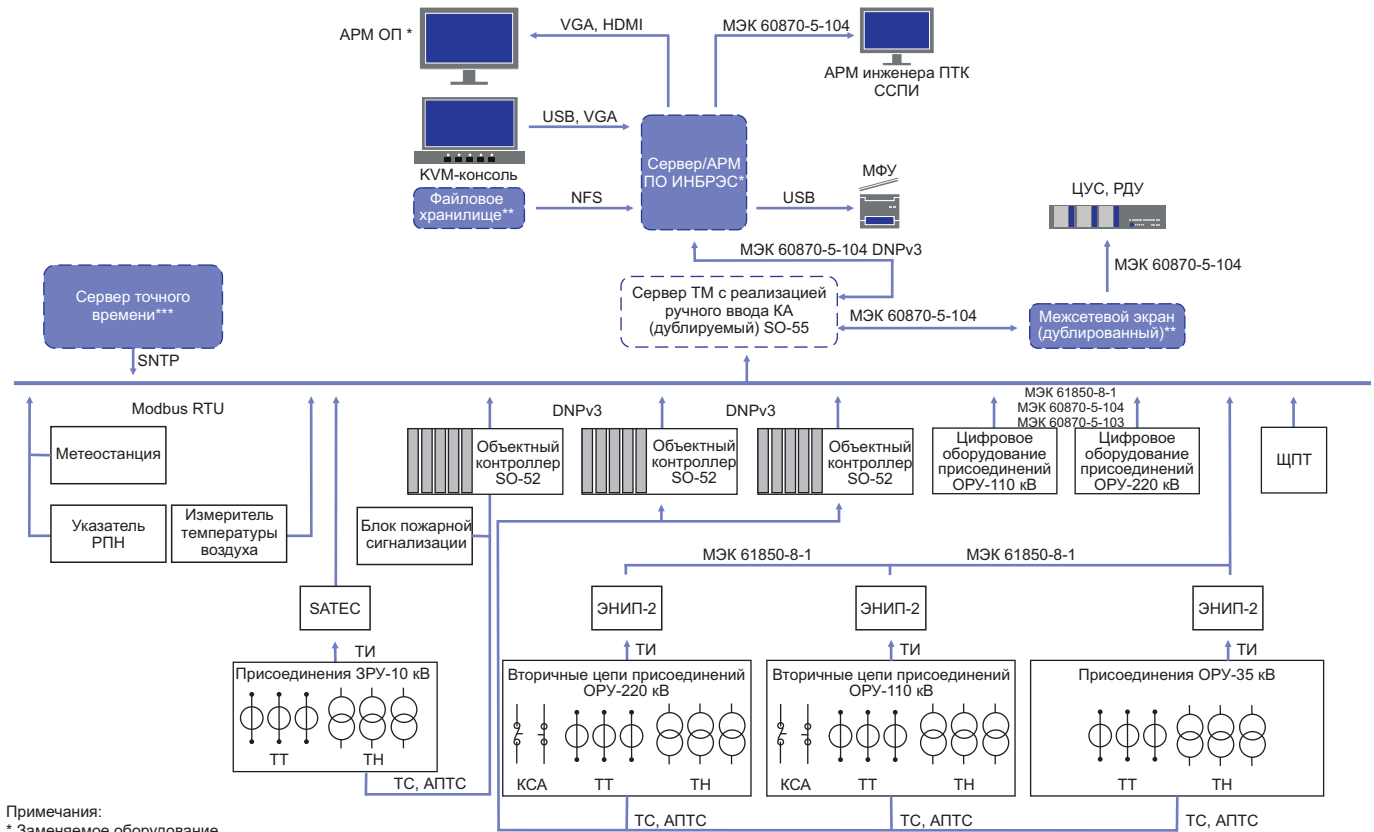 АРМ ОП *
VGA, HDMI
МЭК 60870-5-104
АРМ инженера ПТК
ССПИ
USB, VGA
KVM-консоль
Сервер/АРМ
ПО ИНБРЭС*
МФУ
Файловое
хранилище**
NFS
USB
ЦУС, РДУ
МЭК 60870-5-104 DNPv3
МЭК 60870-5-104
Сервер точного
времени***
Сервер ТМ с реализацией
ручного ввода КА
(дублируемый) SO-55
МЭК 60870-5-104
Межсетевой экран
(дублированный)**
SNTP
Modbus RTU
DNPv3
DNPv3
МЭК 61850-8-1
МЭК 60870-5-104
МЭК 60870-5-103
Метеостанция
Объектный
контроллер
SO-52
Объектный
контроллер
SO-52
Объектный
контроллер
SO-52
Цифровое
оборудование
присоединений
ОРУ-110 кВ
Цифровое
оборудование
присоединений
ОРУ-220 кВ
ЩПТ
Указатель
РПН
Измеритель
температуры
воздуха
Блок пожарной
сигнализации
МЭК 61850-8-1
МЭК 61850-8-1
SATEC
ЭНИП-2
ЭНИП-2
ЭНИП-2
ТИ
ТИ
ТИ
ТИ
Присоединения ЗРУ-10 кВ
ТТ
ТН
Вторичные цепи присоединений
ОРУ-220 кВ
КСА
ТТ
ТН
Вторичные цепи присоединений
ОРУ-110 кВ
КСА
ТТ
ТН
Присоединения ОРУ-35 кВ
ТТ
ТН
ТС, АПТС
ТС, АПТС
ТС, АПТС
ТС, АПТС
Примечания:
* Заменяемое оборудование